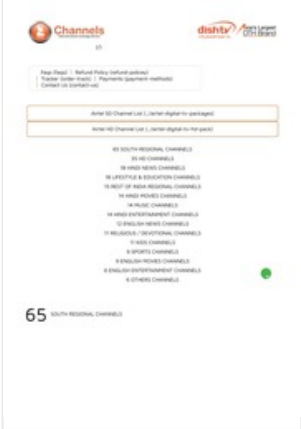 Channels
dishtv
Asia's Largest
DTH Brand
Faqs (faqs) | Refund Policy (refund-policey)
Tracker (order-track) | Payments (payment-methods)
| Contact Us (contact-us)
Airtel SD Channel List (../airtel-digital-tv-packages)
Airtel HD Channel List (../airtel-digital-tv-hd-pack)
65 SOUTH REGIONAL CHANNELS
35 HD CHANNELS
19 HINDI NEWS CHANNELS
16 LIFESTYLE & EDUCATION CHANNELS
15 REST OF INDIA REGIONAL CHANNELS
14 HINDI MOVIES CHANNELS
14 MUSIC CHANNELS
14 HINDI ENTERTAINMENT CHANNELS
12 ENGLISH NEWS CHANNELS
11 RELIGIOUS / DEVOTIONAL CHANNELS
11 KIDS CHANNELS
9 SPORTS CHANNELS
9 ENGLISH MOVIES CHANNELS
8 ENGLISH ENTERTAINMENT CHANNELS
6 OTHERS CHANNELS
65 SOUTH REGIONAL CHANNELS